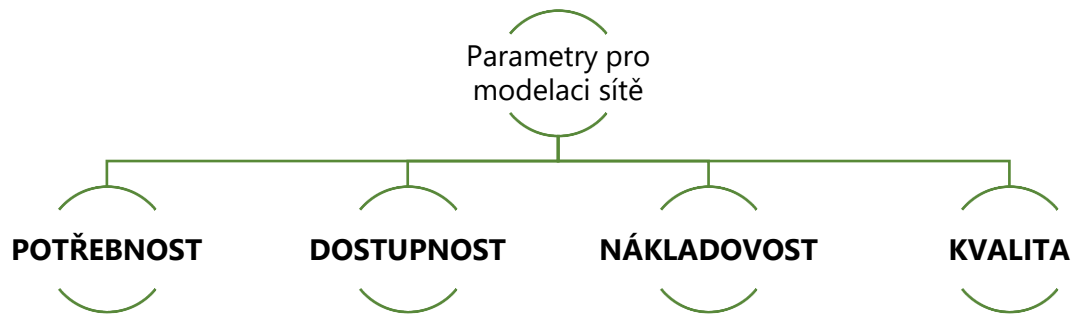 Parametry pro
modelaci sítě
POTŘEBNOST
DOSTUPNOST
NÁKLADOVOST
KVALITA